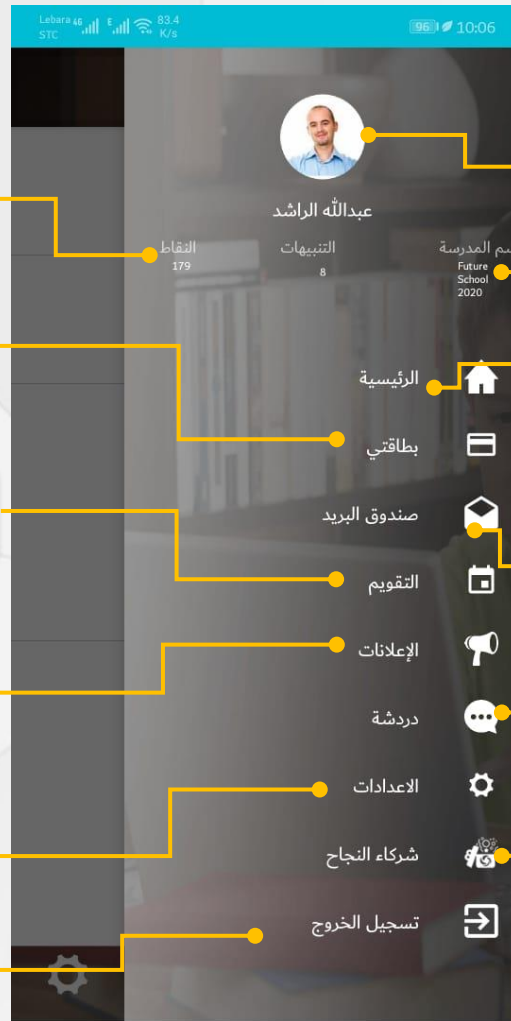 Lebara 4G E 83.4
STC K/s
96 10:06
عبدالله الراشد
سم المدرسة التنبيهات النقاط
Future School 2020 8 179
الرئيسية
بطاقتي
صندوق البريد
التقويم
الإعلانات
دردشة
الاعدادات
شركاء النجاح
تسجيل الخروج